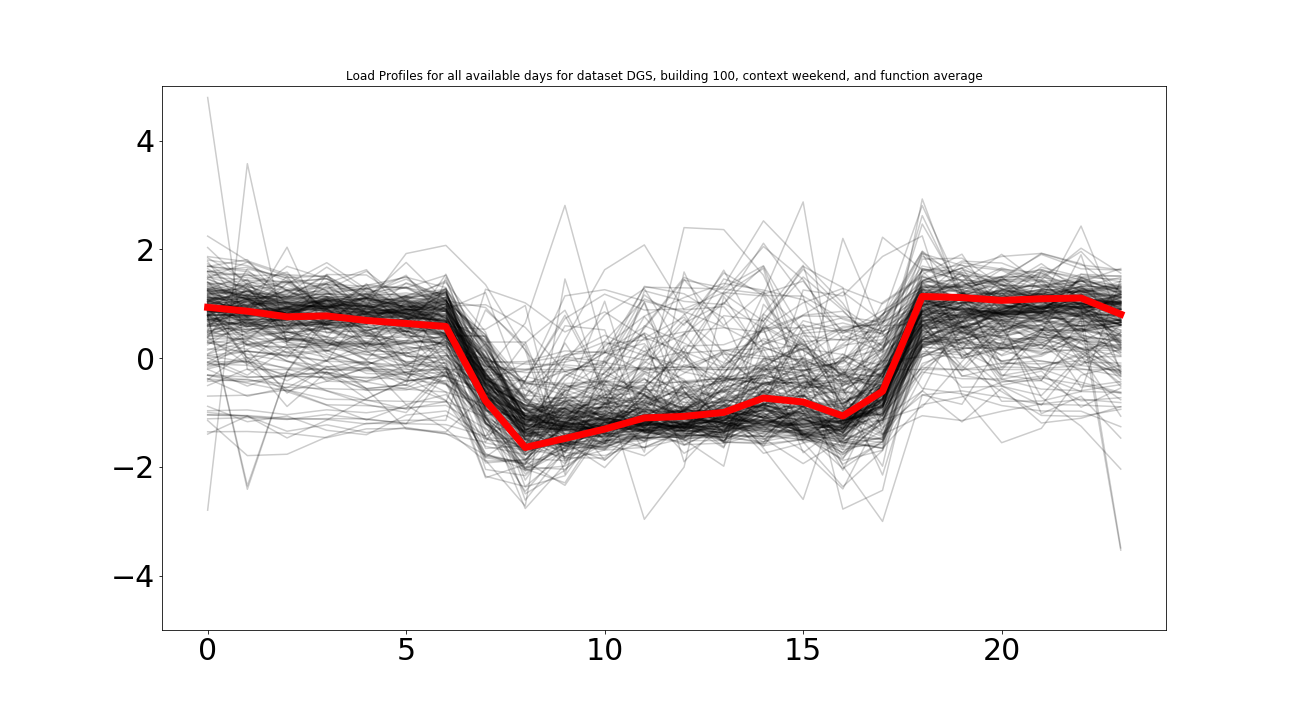 Load Profiles for all available days for dataset DGS, building 100, context weekend, and function average
4
2
0
−2
−4
0 5 10 15 20